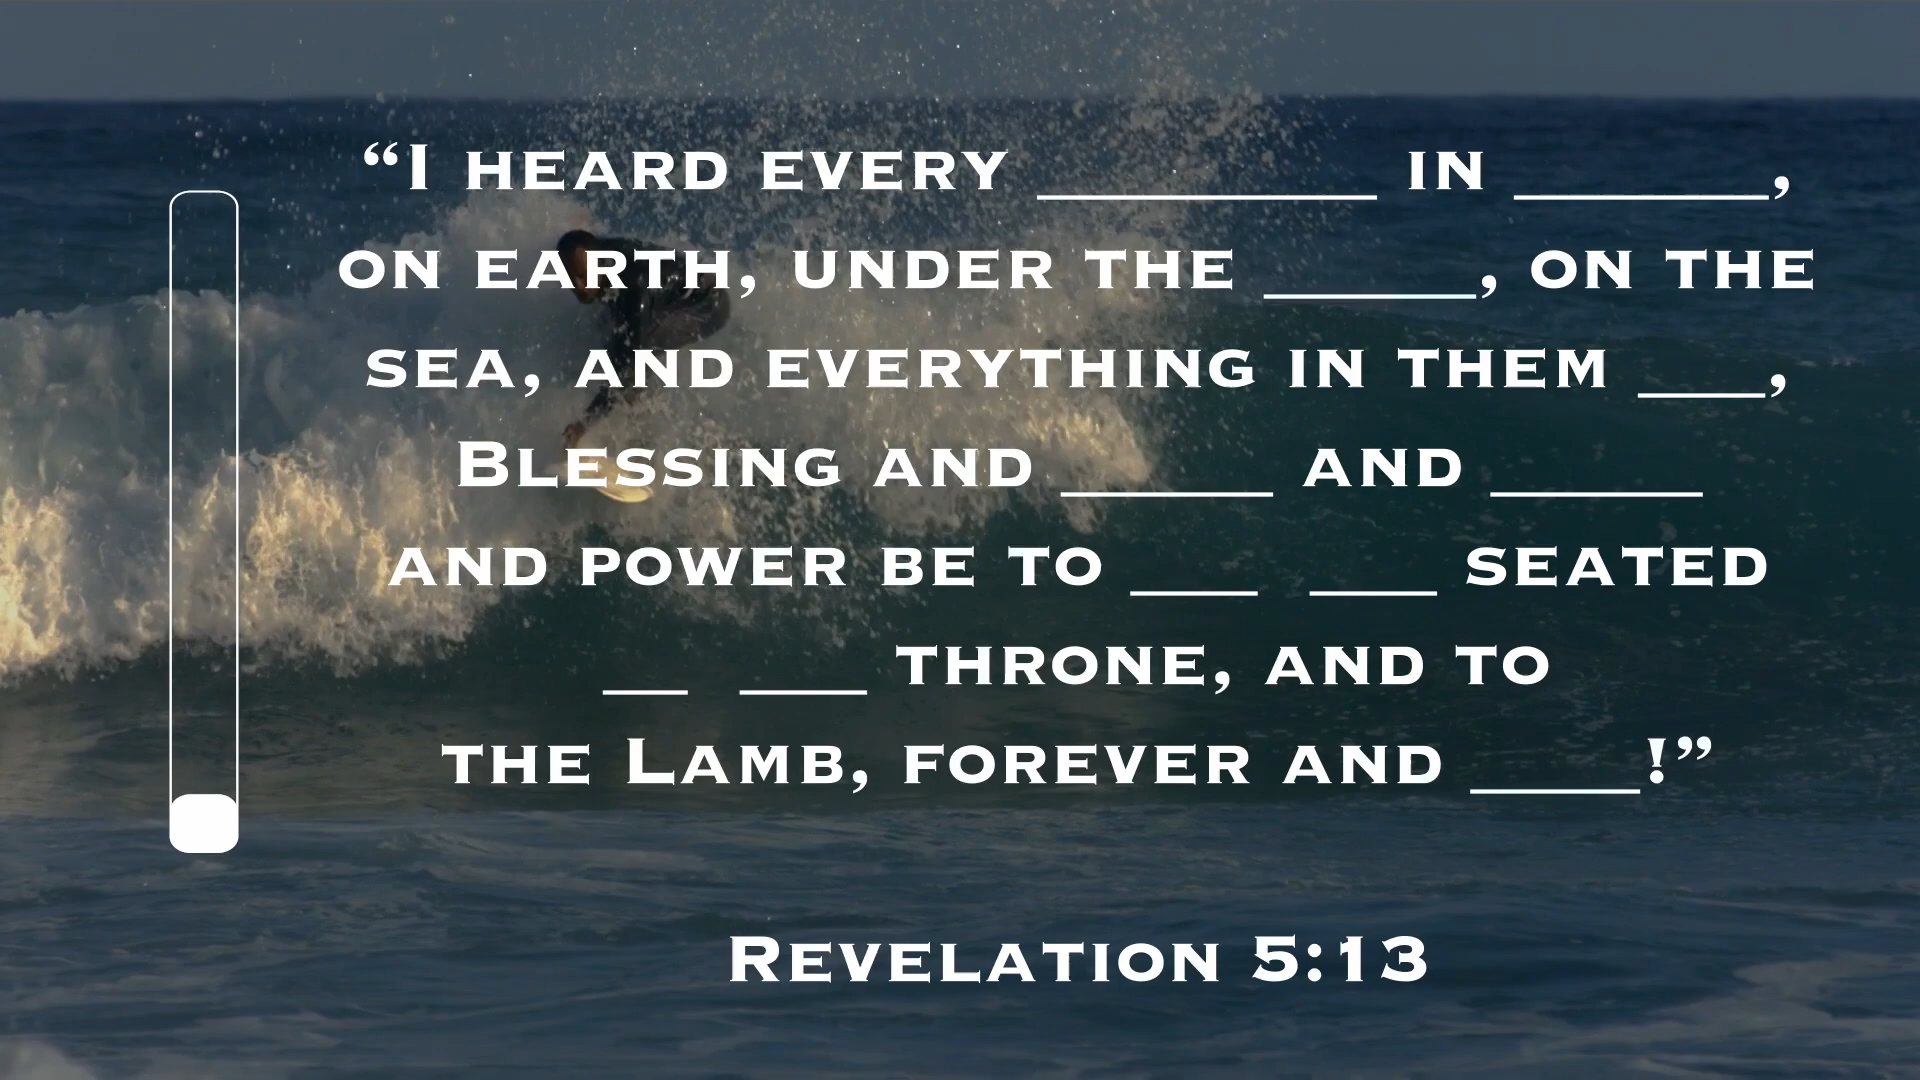 “I heard every ________ in ______,
on earth, under the _____, on the
sea, and everything in them ___,
Blessing and _____ and _____
and power be to ___ ___ seated
__ ___ throne, and to
the Lamb, forever and ____!”
Revelation 5:13